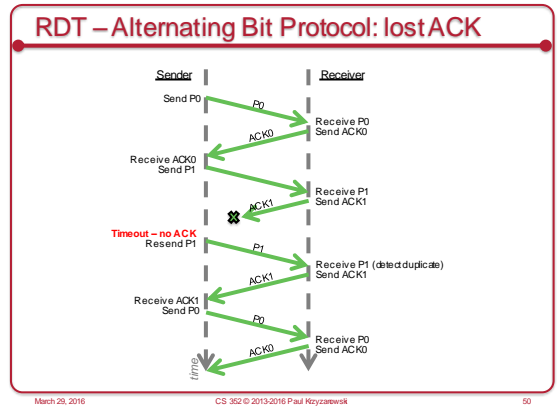 RDT – Alternating Bit Protocol: lost ACK
Sender
Receiver
Send P0
P0
Receive P0
Send ACK0
ACK0
Receive ACK0
Send P1
Receive P1
Send ACK1
ACK1
Timeout – no ACK
Resend P1
P1
Receive P1 (detect duplicate)
Send ACK1
ACK1
Receive ACK1
Send P0
P0
Receive P0
Send ACK0
ACK0
time
March 29, 2016
CS 352 © 2013-2016 Paul Krzyzanowski
50